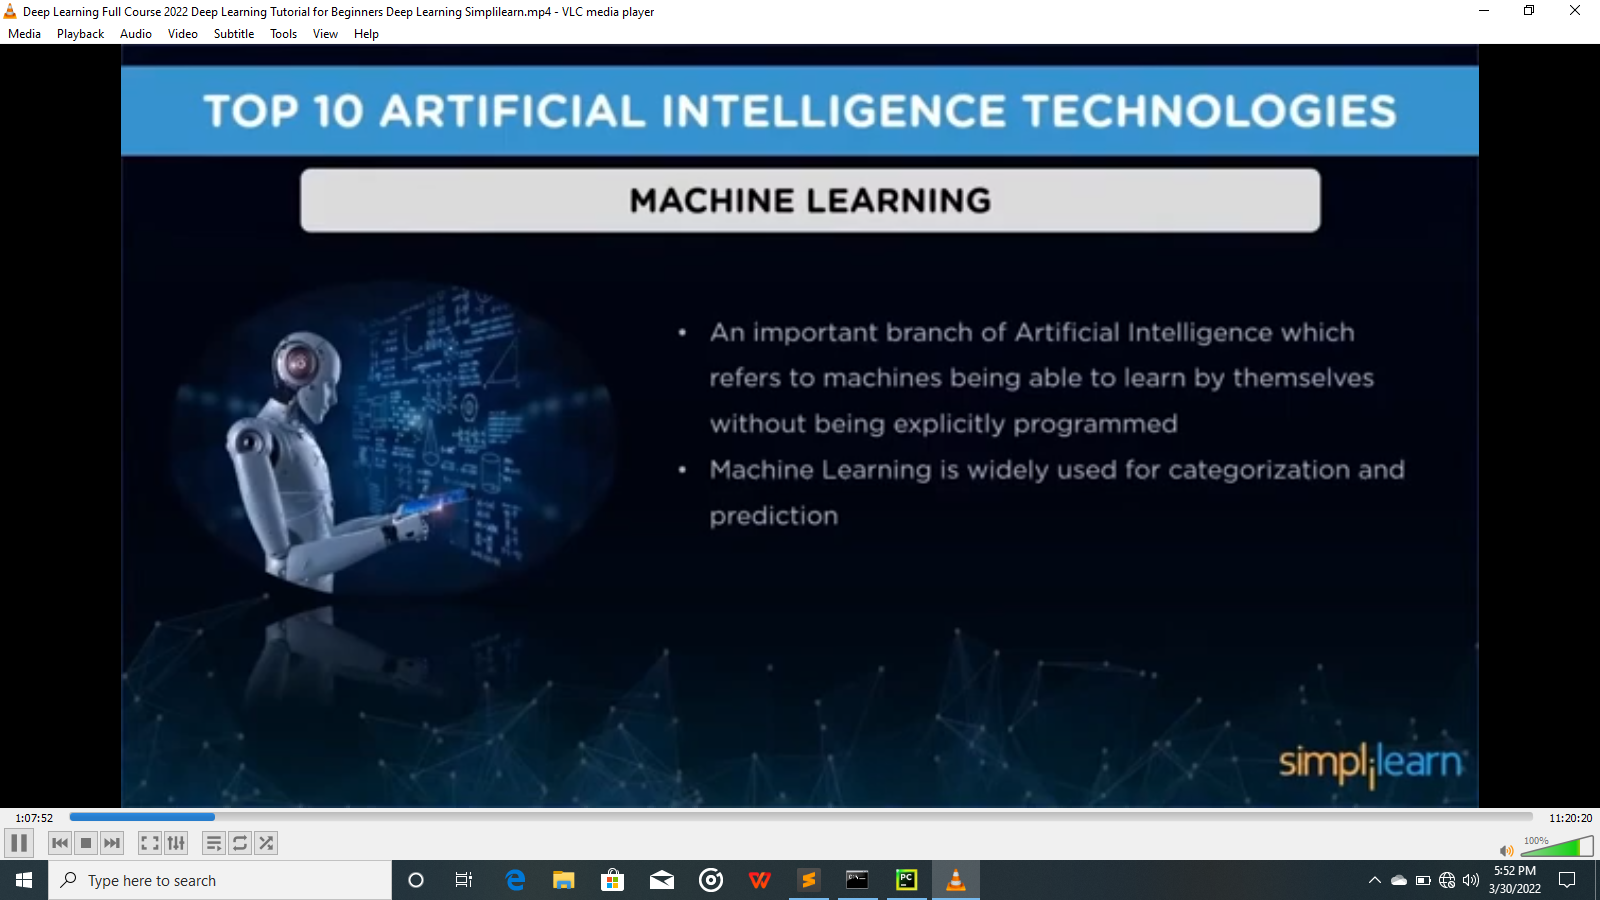 Deep Learning Full Course 2022 Deep Learning Tutorial for Beginners Deep Learning Simplilearn.mp4 - VLC media player
Media Playback Audio Video Subtitle Tools View Help
TOP 10 ARTIFICIAL INTELLIGENCE TECHNOLOGIES
MACHINE LEARNING
• An important branch of Artificial Intelligence which
refers to machines being able to learn by themselves
without being explicitly programmed
• Machine Learning is widely used for categorization and
prediction
simplilearn
1:07:52
11:20:20
100%
Type here to search
PC
5:52 PM
3/30/2022